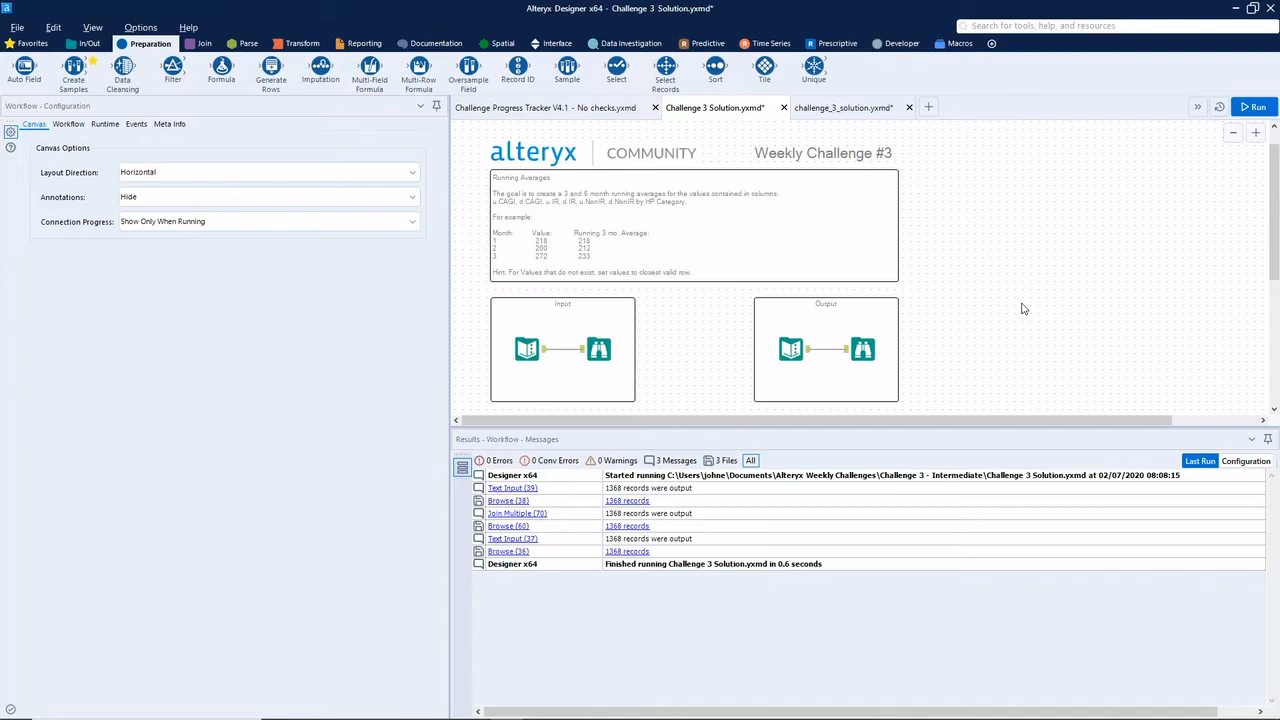 Alteryx Designer x64 - Challenge 3 Solution.yxmd*
File Edit View Options Help
Search for tools, help, and resources
Favorites In/Out Preparation Join Parse Transform Reporting Documentation Spatial Interface Data Investigation Predictive Time Series Prescriptive Developer Macros
Auto Field Create Samples Data Cleansing Filter Formula Generate Rows Imputation Multi-Field Formula Multi-Row Formula Oversample Field Record ID Sample Select Select Records Sort Tile Unique
Workflow - Configuration
Challenge Progress Tracker V4.1 - No checks.yxmd Challenge 3 Solution.yxmd* challenge_3_solution.yxmd* Run
Canvas Workflow Runtime Events Meta Info
Canvas Options
Layout Direction: Horizontal
Annotations: Hide
Connection Progress: Show Only When Running
alteryx COMMUNITY Weekly Challenge #3
Running Averages
The goal is to create a 3 and 6 month running averages for the values contained in columns.
u CAGI, d CAGI, u IR, d IR, u NonIR, d NonIR by HP Category.
For example:
Month: Value: Running 3 mo. Average:
1 218 218
2 200 212
3 272 233
Hint: For Values that do not exist, set values to closest valid row.
Input Output
Results - Workflow - Messages
0 Errors 0 Conv Errors 0 Warnings 3 Messages 3 Files All Last Run Configuration
Designer x64 Started running C:\Users\johne\Documents\Alteryx Weekly Challenges\Challenge 3 - Intermediate\Challenge 3 Solution.yxmd at 02/07/2020 08:08:15
Text Input (39) 1368 records were output
Browse (38) 1368 records
Join Multiple (70) 1368 records were output
Browse (60) 1368 records
Text Input (37) 1368 records were output
Browse (36) 1368 records
Designer x64 Finished running Challenge 3 Solution.yxmd in 0.6 seconds